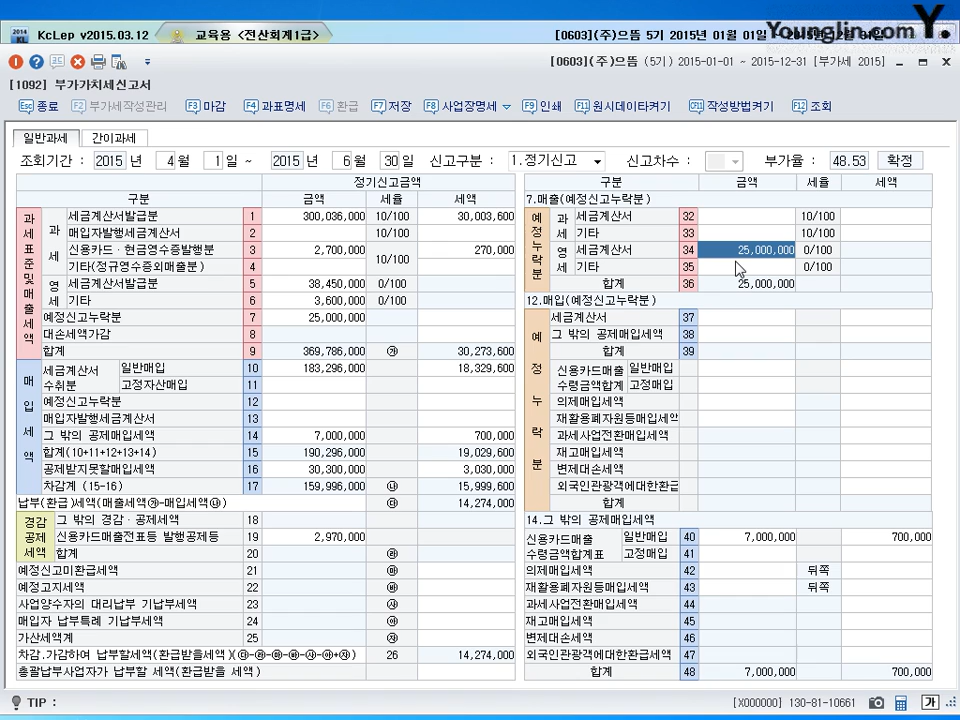 Younglin.com Y.
2014 KL KcLep v2015.03.12 교육용 <전산회계1급> [0603](주)으뜸 5기 2015년 01월 01일
? [0603](주)으뜸 (5기) 2015-01-01 ~ 2015-12-31 [부가세 2015]
[1092] 부가가치세신고서
Esc 종료 F2 부가세작성관리 F3 마감 F4 과표명세 F6 환급 F7 저장 F8 사업장명세 F9 인쇄 F11 원시데이타켜기 CF11 작성방법켜기 F12 조회
일반과세 간이과세
조회기간 : 2015 년 4 월 1 일 ~ 2015 년 6 월 30 일 신고구분 : 1.정기신고 신고차수 : 부가율 : 48.53 확정
정기신고금액
구분 금액 세율 세액
과세표준및매출세액
과세
세금계산서발급분 1 300,036,000 10/100 30,003,600
매입자발행세금계산서 2 10/100
신용카드·현금영수증발행분 3 2,700,000 10/100 270,000
기타(정규영수증외매출분) 4
영세
세금계산서발급분 5 38,450,000 0/100
기타 6 3,600,000 0/100
예정신고누락분 7 25,000,000
대손세액가감 8
합계 9 369,786,000 ㉮ 30,273,600
매입세액
세금계산서 수취분
일반매입 10 183,296,000 18,329,600
고정자산매입 11
예정신고누락분 12
매입자발행세금계산서 13
그 밖의 공제매입세액 14 7,000,000 700,000
합계(10+11+12+13+14) 15 190,296,000 19,029,600
공제받지못할매입세액 16 30,300,000 3,030,000
차감계 (15-16) 17 159,996,000 ㉯ 15,999,600
납부(환급)세액(매출세액㉮-매입세액㉯) ㉰ 14,274,000
경감공제세액
그 밖의 경감·공제세액 18
신용카드매출전표등 발행공제등 19 2,970,000
합계 20 ㉱
예정신고미환급세액 21 ㉲
예정고지세액 22 ㉳
사업양수자의 대리납부 기납부세액 23 ㉴
매입자 납부특례 기납부세액 24 ㉵
가산세액계 25 ㉶
차감.가감하여 납부할세액(환급받을세액)(㉰-㉱-㉲-㉳-㉴-㉵+㉶) 26 14,274,000
총괄납부사업자가 납부할 세액(환급받을 세액)
구분 금액 세율 세액
7.매출(예정신고누락분)
예정누락분
과세
세금계산서 32 10/100
기타 33 10/100
영세
세금계산서 34 25,000,000 0/100
기타 35 0/100
합계 36 25,000,000
12.매입(예정신고누락분)
예정누락분
세금계산서 37
그 밖의 공제매입세액 38
합계 39
신용카드매출 수령금액합계
일반매입
고정매입
의제매입세액
재활용폐자원등매입세액
과세사업전환매입세액
재고매입세액
변제대손세액
외국인관광객에대한환급
합계
14.그 밖의 공제매입세액
신용카드매출 수령금액합계표
일반매입 40 7,000,000 700,000
고정매입 41
의제매입세액 42 뒤쪽
재활용폐자원등매입세액 43 뒤쪽
과세사업전환매입세액 44
재고매입세액 45
변제대손세액 46
외국인관광객에대한환급세액 47
합계 48 7,000,000 700,000
TIP : [X000000] 130-81-10661 가